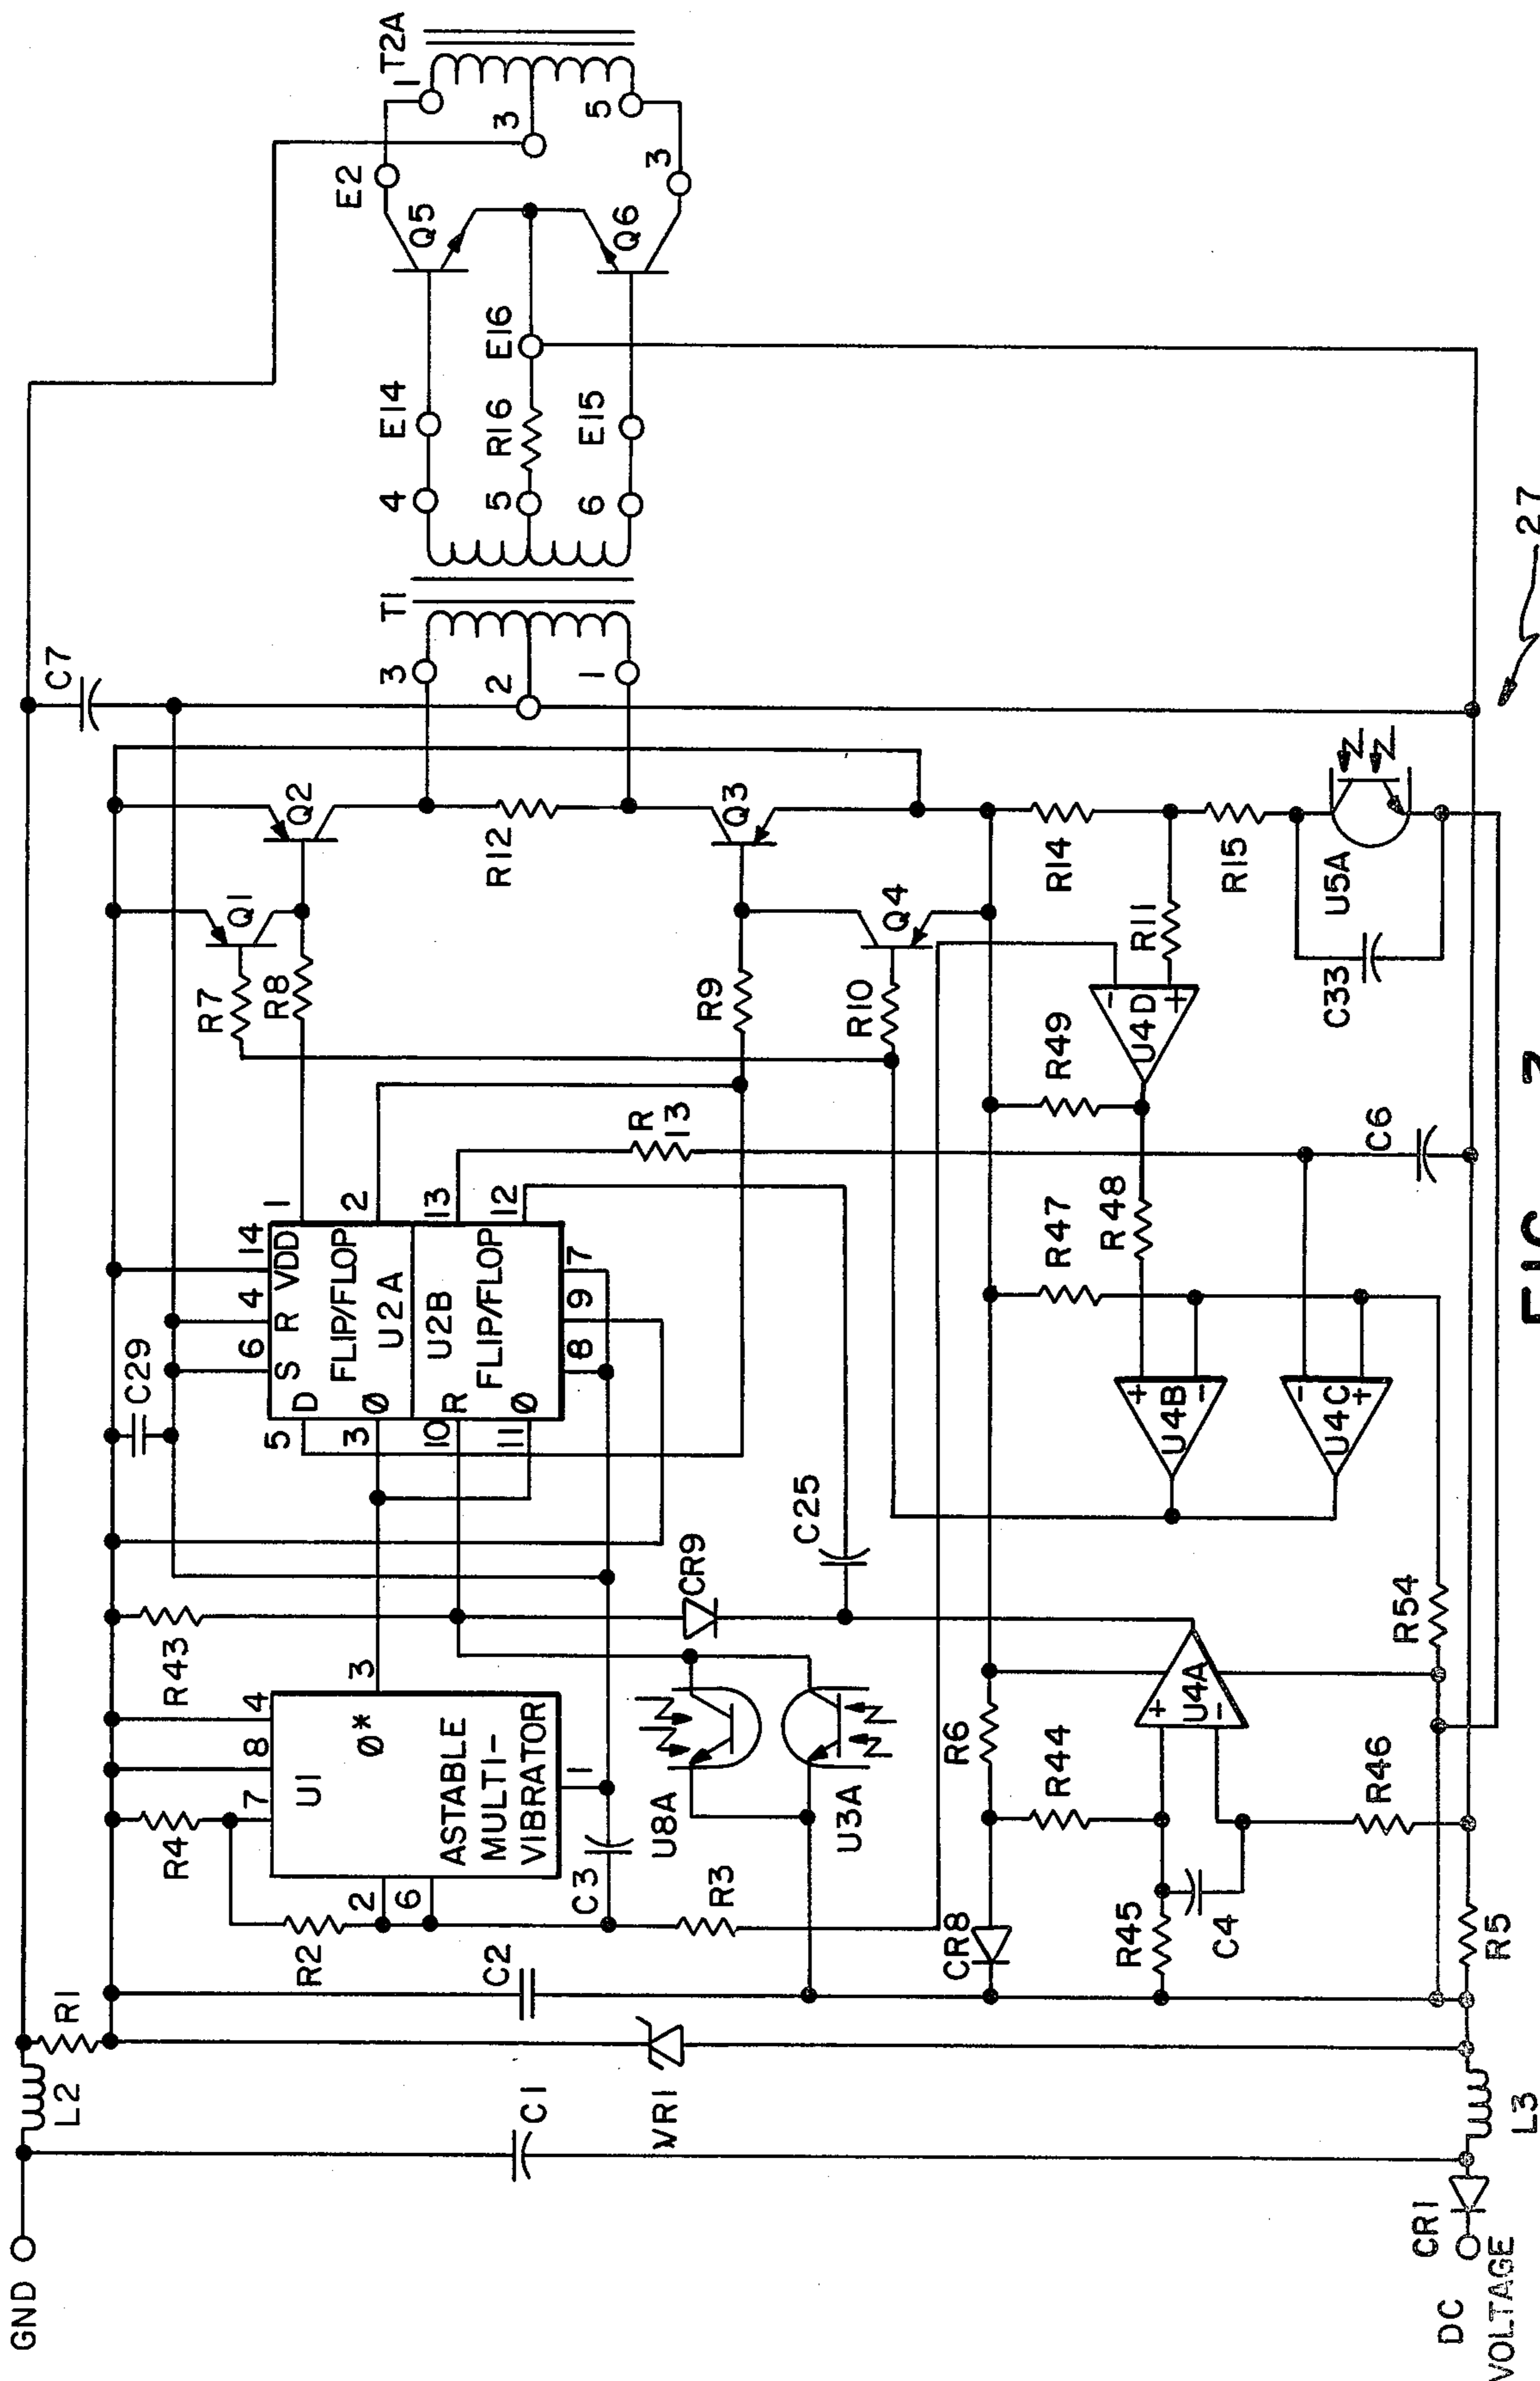 GND
L2
R1
C1
VR1
C2
R2
R4
R43
7
8
4
U1
Ø*
3
ASTABLE
MULTI-
VIBRATOR
2
6
1
C3
R3
U8A
U3A
CR9
C25
C29
6
4
14
S
R
VDD
5
D
1
FLIP/FLOP
2
3
Ø
U2A
10
R
U2B
13
11
Ø
FLIP/FLOP
12
8
9
7
R
13
R7
R8
Q1
Q2
R12
R9
Q3
R10
Q4
C7
T1
3
2
1
4
5
6
E14
R16
E16
E15
Q5
Q6
E2
3
1
3
5
T2A
CR8
R6
R44
R45
C4
+
-
U4A
R46
R54
R5
R47
R48
R49
+
-
U4B
-
+
U4C
-
+
U4D
R11
R14
R15
C6
C33
U5A
L3
CR1
DC
VOLTAGE
27